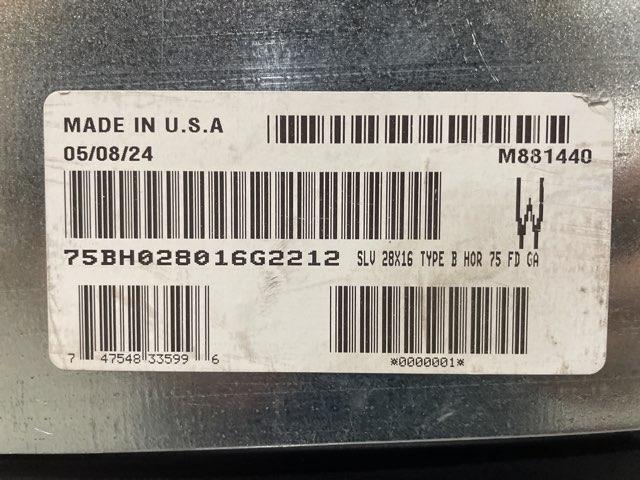 MADE IN U.S.A
05/08/24
M881440
75BH028016G2212 SLV 28X16 TYPE B HOR 75 FD GA
7 47548 33599 6
*0000001*